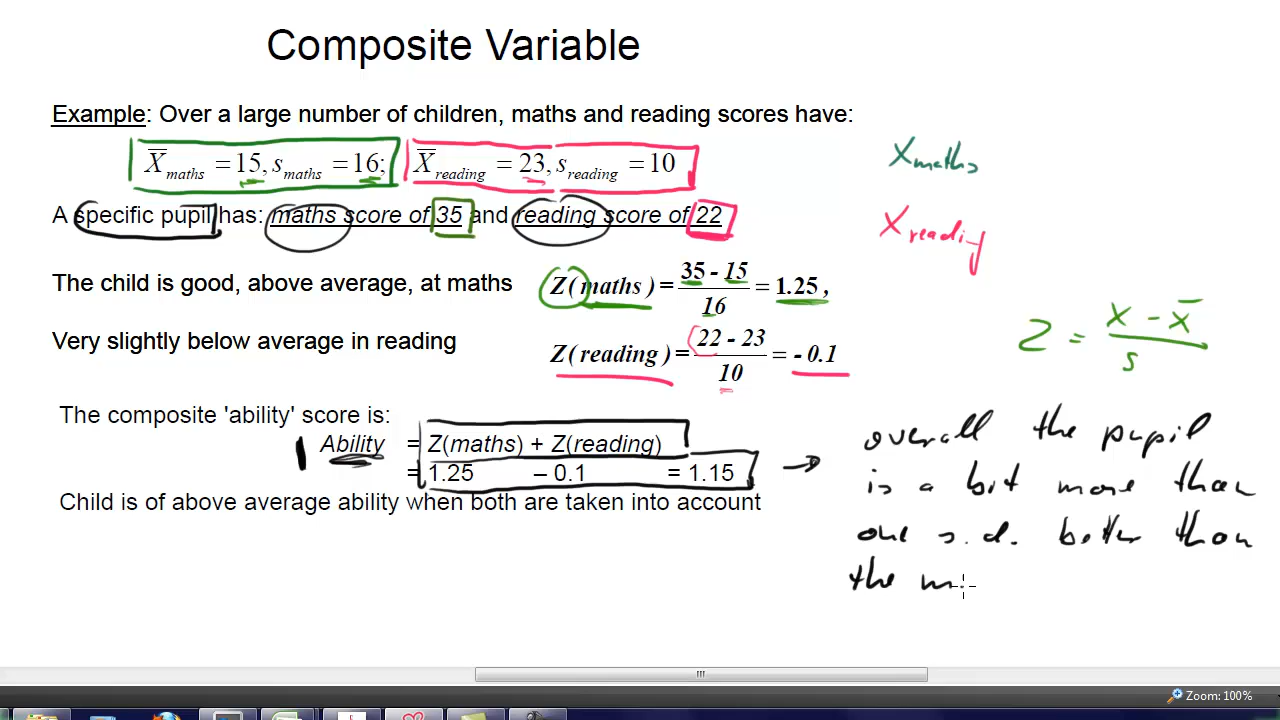 Composite Variable
Example: Over a large number of children, maths and reading scores have:
X̅maths = 15, smaths = 16; X̅reading = 23, sreading = 10
Xmaths
A specific pupil has: maths score of 35 and reading score of 22
Xreading
The child is good, above average, at maths Z(maths) = 35 - 15 / 16 = 1.25,
Z = X - X̅ / s
Very slightly below average in reading Z(reading) = 22 - 23 / 10 = - 0.1
The composite 'ability' score is:
Ability = Z(maths) + Z(reading)
= 1.25 – 0.1 = 1.15
Child is of above average ability when both are taken into account
→ overall the pupil
is a bit more than
one s.d. better than
the
Zoom: 100%